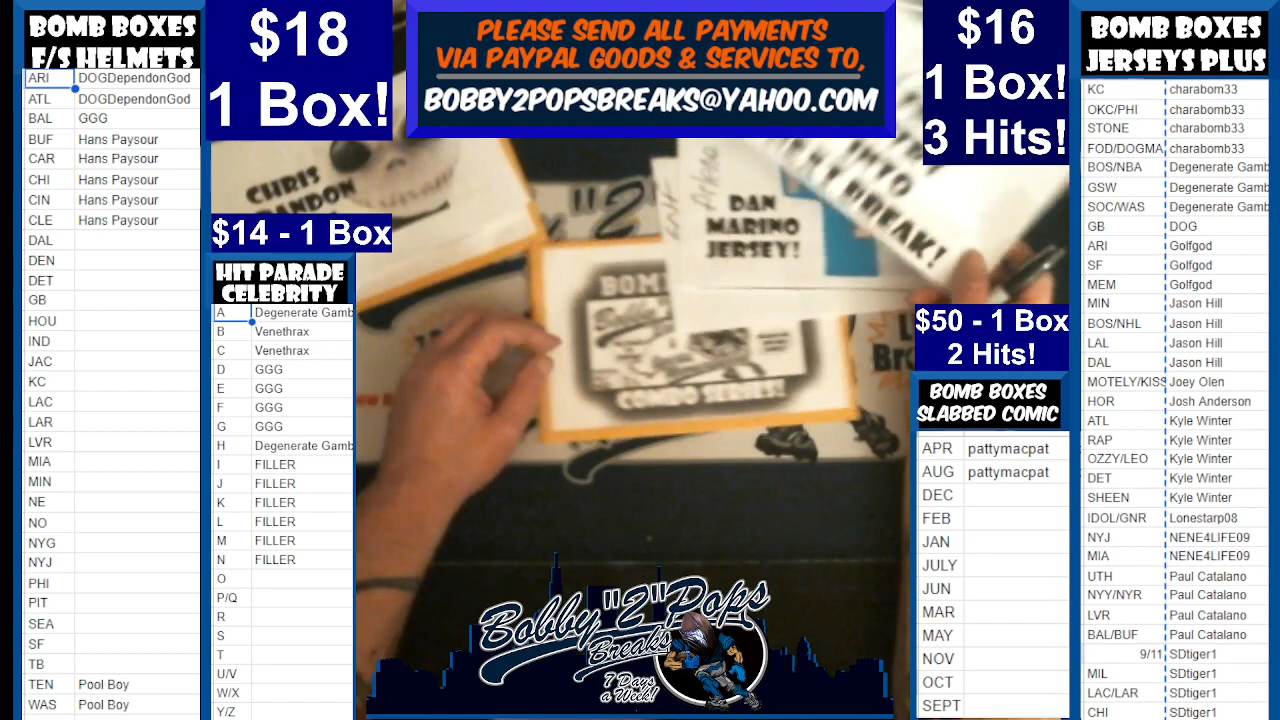 BOMB BOXES
F/S HELMETS
ARI DOGDependonGod
ATL DOGDependonGod
BAL GGG
BUF Hans Paysour
CAR Hans Paysour
CHI Hans Paysour
CIN Hans Paysour
CLE Hans Paysour
DAL
DEN
DET
GB
HOU
IND
JAC
KC
LAC
LAR
LVR
MIA
MIN
NE
NO
NYG
NYJ
PHI
PIT
SEA
SF
TB
TEN Pool Boy
WAS Pool Boy
$18
1 Box!
$14 - 1 Box
HIT PARADE
CELEBRITY
A Degenerate Gamb
B Venethrax
C Venethrax
D GGG
E GGG
F GGG
G GGG
H Degenerate Gamb
I FILLER
J FILLER
K FILLER
L FILLER
M FILLER
N FILLER
O
P/Q
R
S
T
U/V
W/X
Y/Z
PLEASE SEND ALL PAYMENTS
VIA PAYPAL GOODS & SERVICES TO,
BOBBY2POPSBREAKS@YAHOO.COM
CHRIS
"2"
DAN
MARINO
JERSEY!
INTO
BREAK!
COMBO SERIES!
Bobby "2" Pops
Breaks
7 Days
a Week!
$16
1 Box!
3 Hits!
$50 - 1 Box
2 Hits!
BOMB BOXES
SLABBED COMIC
APR pattymacpat
AUG pattymacpat
DEC
FEB
JAN
JULY
JUN
MAR
MAY
NOV
OCT
SEPT
BOMB BOXES
JERSEYS PLUS
KC charabom33
OKC/PHI charabomb33
STONE charabomb33
FOD/DOGMA charabomb33
BOS/NBA Degenerate Gamb
GSW Degenerate Gamb
SOC/WAS Degenerate Gamb
GB DOG
ARI Golfgod
SF Golfgod
MEM Golfgod
MIN Jason Hill
BOS/NHL Jason Hill
LAL Jason Hill
DAL Jason Hill
MOTELY/KISS Joey Olen
HOR Josh Anderson
ATL Kyle Winter
RAP Kyle Winter
OZZY/LEO Kyle Winter
DET Kyle Winter
SHEEN Kyle Winter
IDOL/GNR Lonestarp08
NYJ NENE4LIFE09
MIA NENE4LIFE09
UTH Paul Catalano
NYY/NYR Paul Catalano
LVR Paul Catalano
BAL/BUF Paul Catalano
9/11 SDtiger1
MIL SDtiger1
LAC/LAR SDtiger1
CHI SDtiger1